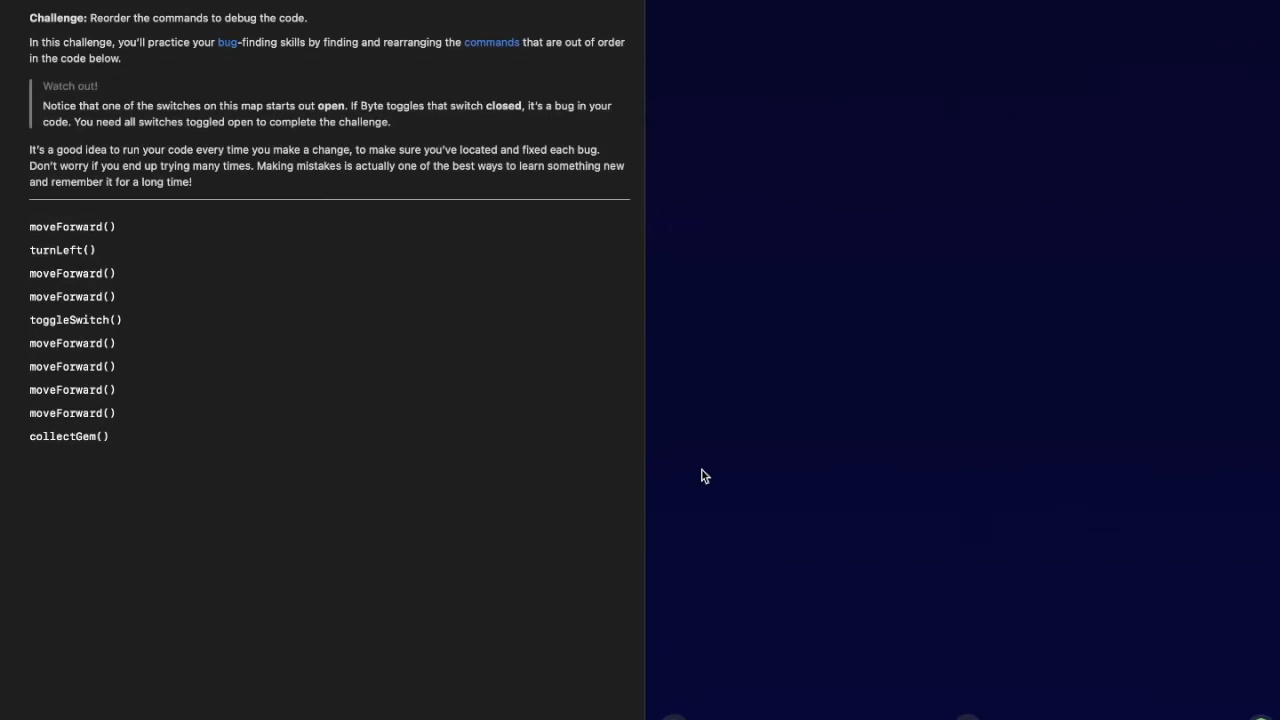 Challenge: Reorder the commands to debug the code.
In this challenge, you'll practice your bug-finding skills by finding and rearranging the commands that are out of order
in the code below.
Watch out!
Notice that one of the switches on this map starts out open. If Byte toggles that switch closed, it's a bug in your
code. You need all switches toggled open to complete the challenge.
It's a good idea to run your code every time you make a change, to make sure you've located and fixed each bug.
Don't worry if you end up trying many times. Making mistakes is actually one of the best ways to learn something new
and remember it for a long time!
moveForward()
turnLeft()
moveForward()
moveForward()
toggleSwitch()
moveForward()
moveForward()
moveForward()
moveForward()
collectGem()